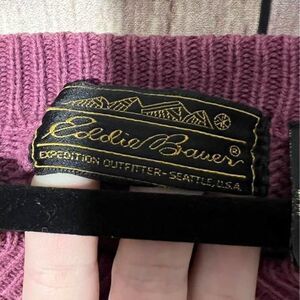 Eddie Bauer®
EXPEDITION OUTFITTER - SEATTLE, U.S.A.